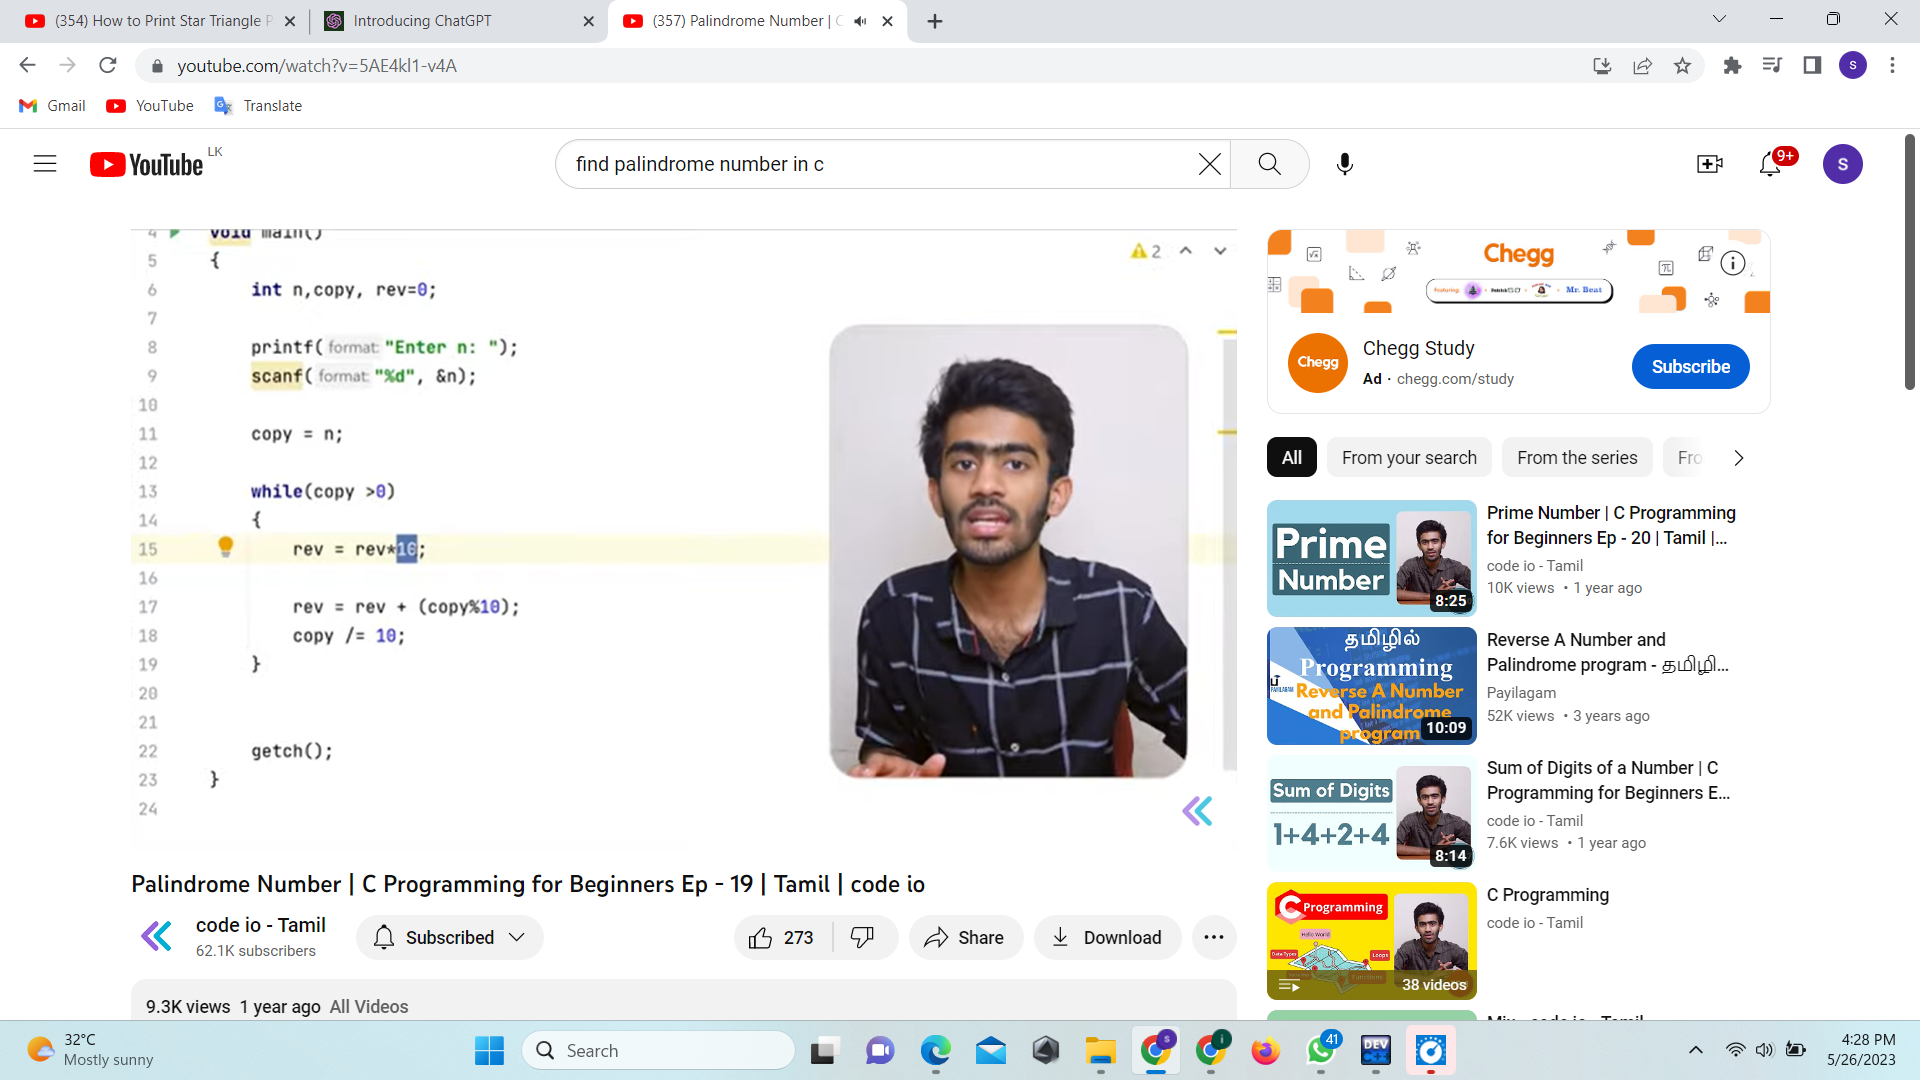 (354) How to Print Star Triangle P
Introducing ChatGPT
(357) Palindrome Number | C
youtube.com/watch?v=5AE4kl1-v4A
S
Gmail
YouTube
Translate
YouTube LK
find palindrome number in c
9+
S
4 void main()
5 {
6 int n,copy, rev=0;
7
8 printf( format: "Enter n: ");
9 scanf( format: "%d", &n);
10
11 copy = n;
12
13 while(copy >0)
14 {
15 rev = rev*10;
16
17 rev = rev + (copy%10);
18 copy /= 10;
19 }
20
21
22 getch();
23 }
24
2
Palindrome Number | C Programming for Beginners Ep - 19 | Tamil | code io
code io - Tamil
62.1K subscribers
Subscribed
273
Share
Download
9.3K views 1 year ago All Videos
Chegg
Mr. Beat
Chegg
Chegg Study
Ad · chegg.com/study
Subscribe
All
From your search
From the series
Fro
Prime
Number
8:25
Prime Number | C Programming
for Beginners Ep - 20 | Tamil |...
code io - Tamil
10K views • 1 year ago
தமிழில்
Programming
Reverse A Number
and Palindrome
program
10:09
Reverse A Number and
Palindrome program - தமிழி...
Payilagam
52K views • 3 years ago
Sum of Digits
1+4+2+4
8:14
Sum of Digits of a Number | C
Programming for Beginners E...
code io - Tamil
7.6K views • 1 year ago
C Programming
Hello World
Data Types
Loops
38 videos
C Programming
code io - Tamil
32°C
Mostly sunny
Search
S
i
41
DEV
C++
4:28 PM
5/26/2023